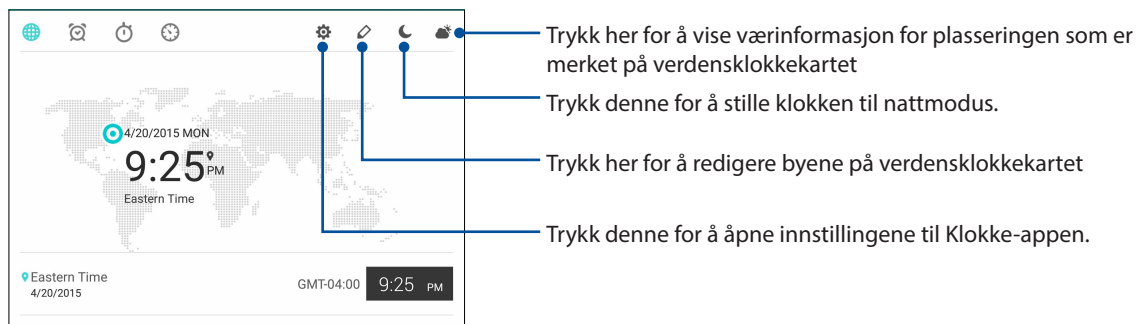 Trykk her for å vise værinformasjon for plasseringen som er
merket på verdensklokkekartet
Trykk denne for å stille klokken til nattmodus.
4/20/2015 MON
9:25 PM
Eastern Time
Trykk her for å redigere byene på verdensklokkekartet
Trykk denne for å åpne innstillingene til Klokke-appen.
Eastern Time
4/20/2015
GMT-04:00 9:25 PM